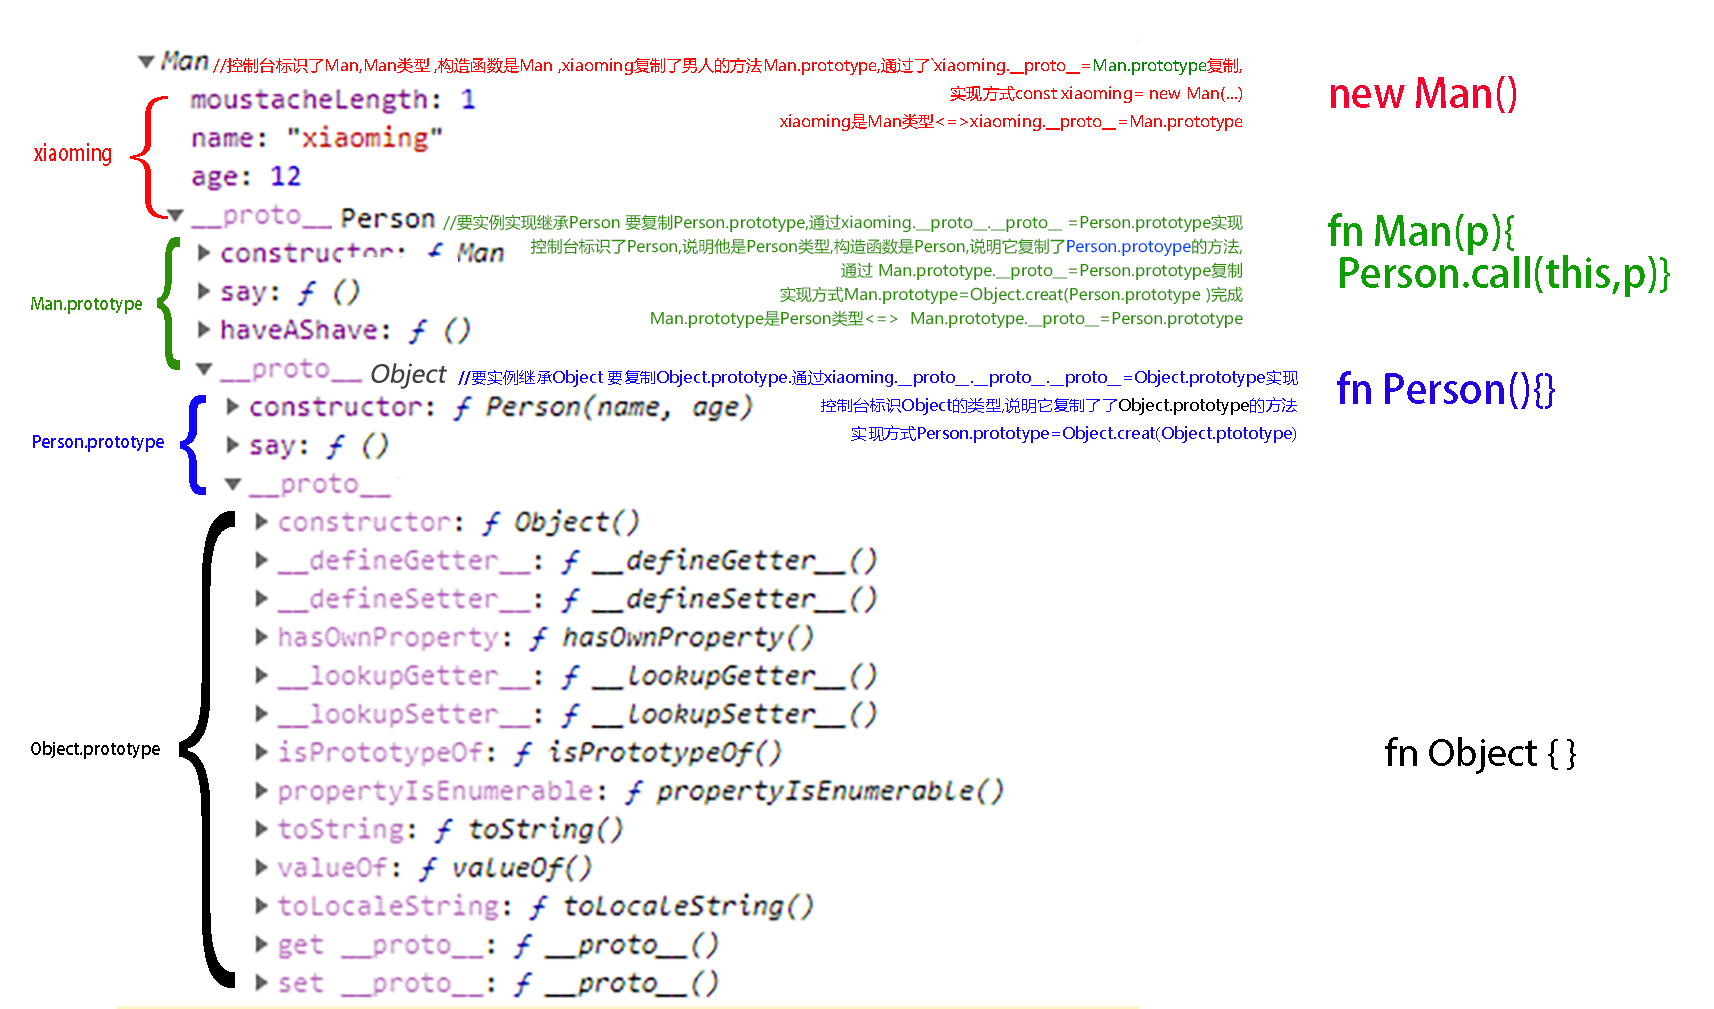 Man //控制台标识了Man,Man类型 ,构造函数是Man ,xiaoming复制了男人的方法Man.prototype,通过了`xiaoming.__proto__=Man.prototype复制,
实现方式const xiaoming= new Man(...)
xiaoming是Man类型<=>xiaoming.__proto__=Man.prototype
new Man()
xiaoming
moustacheLength: 1
name: "xiaoming"
age: 12
__proto__ Person //要实例实现继承Person 要复制Person.prototype,通过xiaoming.__proto__.__proto__ =Person.prototype实现
控制台标识了Person,说明他是Person类型,构造函数是Person,说明它复制了Person.protoype的方法,
通过 Man.prototype.__proto__=Person.prototype复制
实现方式Man.prototype=Object.creat(Person.prototype )完成
Man.prototype是Person类型<=> Man.prototype.__proto__=Person.prototype
fn Man(p){
Person.call(this,p)}
Man.prototype
constructor: ƒ Man
say: ƒ ()
haveAShave: ƒ ()
__proto__ Object //要实例继承Object 要复制Object.prototype.通过xiaoming.__proto__.__proto__.__proto__=Object.prototype实现
控制台标识Object的类型,说明它复制了了Object.prototype的方法
实现方式Person.prototype=Object.creat(Object.ptototype)
fn Person(){}
Person.prototype
constructor: ƒ Person(name, age)
say: ƒ ()
__proto__
Object.prototype
constructor: ƒ Object()
__defineGetter__: ƒ __defineGetter__()
__defineSetter__: ƒ __defineSetter__()
hasOwnProperty: ƒ hasOwnProperty()
__lookupGetter__: ƒ __lookupGetter__()
__lookupSetter__: ƒ __lookupSetter__()
isPrototypeOf: ƒ isPrototypeOf()
propertyIsEnumerable: ƒ propertyIsEnumerable()
toString: ƒ toString()
valueOf: ƒ valueOf()
toLocaleString: ƒ toLocaleString()
get __proto__: ƒ __proto__()
set __proto__: ƒ __proto__()
fn Object { }